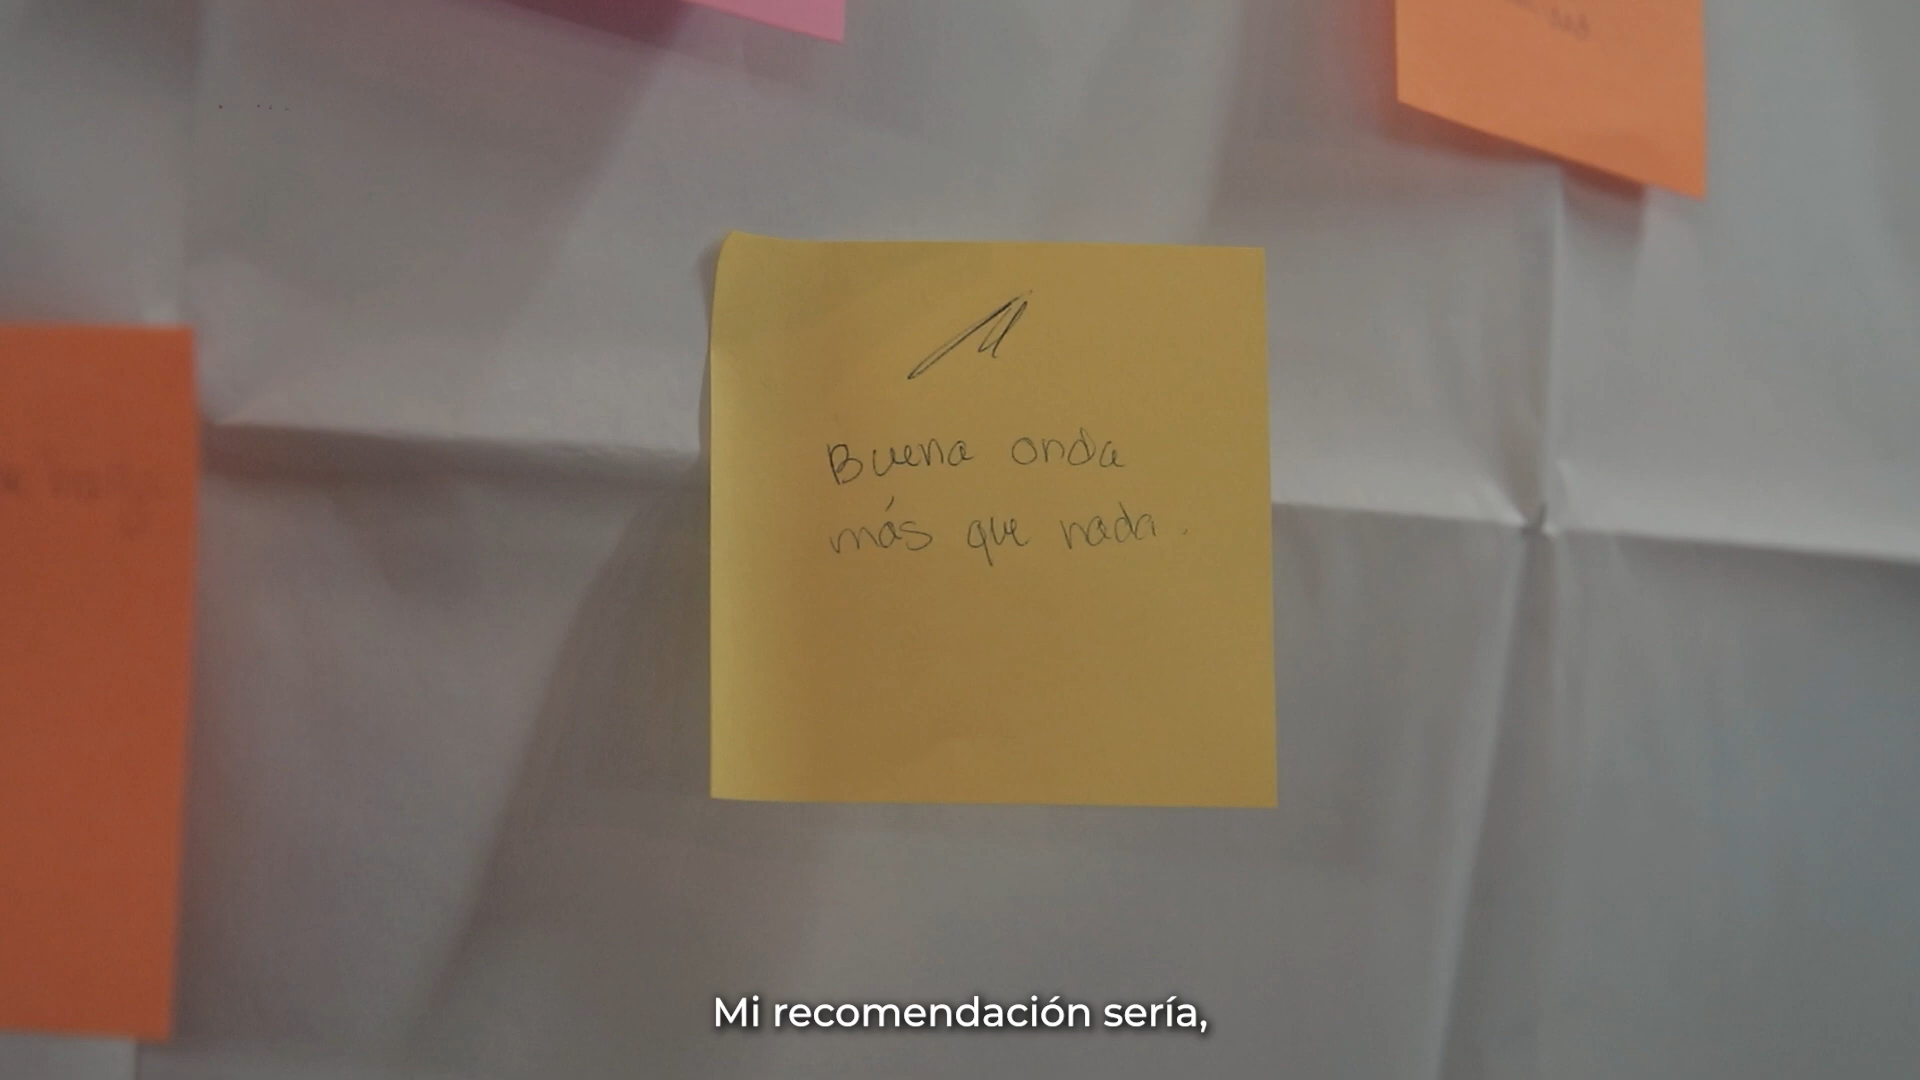 Buena onda
más que nada.
Mi recomendación sería,